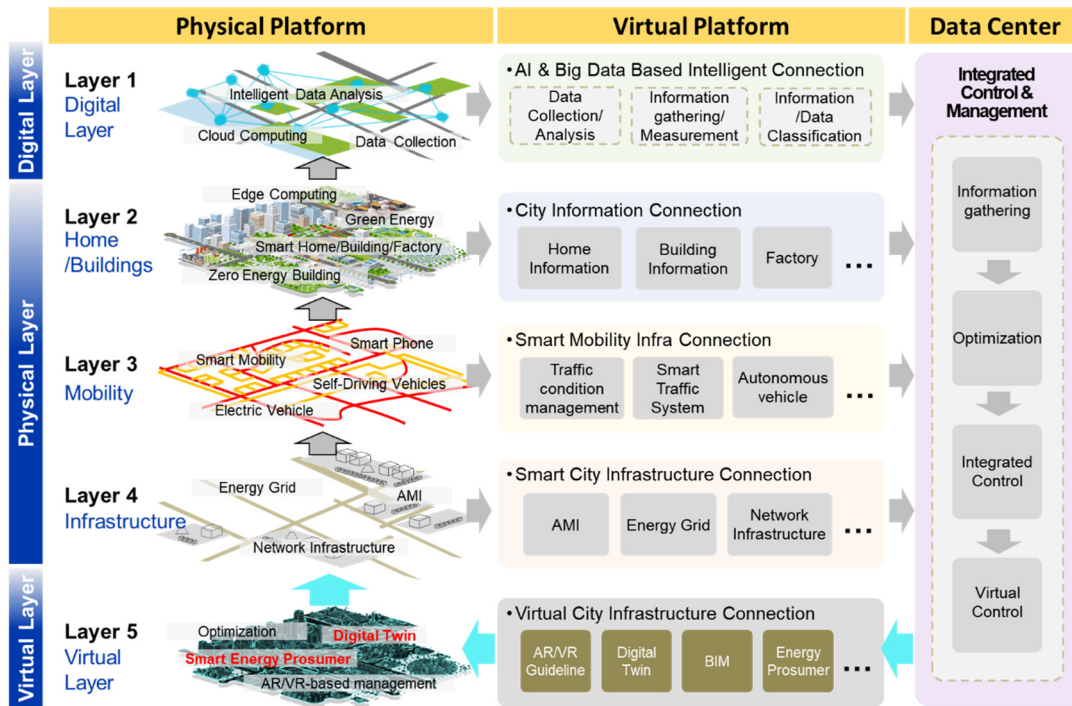 Physical Platform
Virtual Platform
Data Center
Digital Layer
Layer 1
Digital
Layer
Intelligent Data Analysis
Cloud Computing
Data Collection
•AI & Big Data Based Intelligent Connection
Data
Collection/
Analysis
Information
gathering/
Measurement
Information
/Data
Classification
Integrated
Control &
Management
Physical Layer
Layer 2
Home
/Buildings
Edge Computing
Green Energy
Smart Home/Building/Factory
Zero Energy Building
•City Information Connection
Home
Information
Building
Information
Factory
...
Information
gathering
Layer 3
Mobility
Smart Phone
Smart Mobility
Self-Driving Vehicles
Electric Vehicle
•Smart Mobility Infra Connection
Traffic
condition
management
Smart
Traffic
System
Autonomous
vehicle
...
Optimization
Layer 4
Infrastructure
Energy Grid
AMI
Network Infrastructure
•Smart City Infrastructure Connection
AMI
Energy Grid
Network
Infrastructure
...
Integrated
Control
Virtual Layer
Layer 5
Virtual
Layer
Optimization
Digital Twin
Smart Energy Prosumer
AR/VR-based management
•Virtual City Infrastructure Connection
AR/VR
Guideline
Digital
Twin
BIM
Energy
Prosumer
...
Virtual
Control